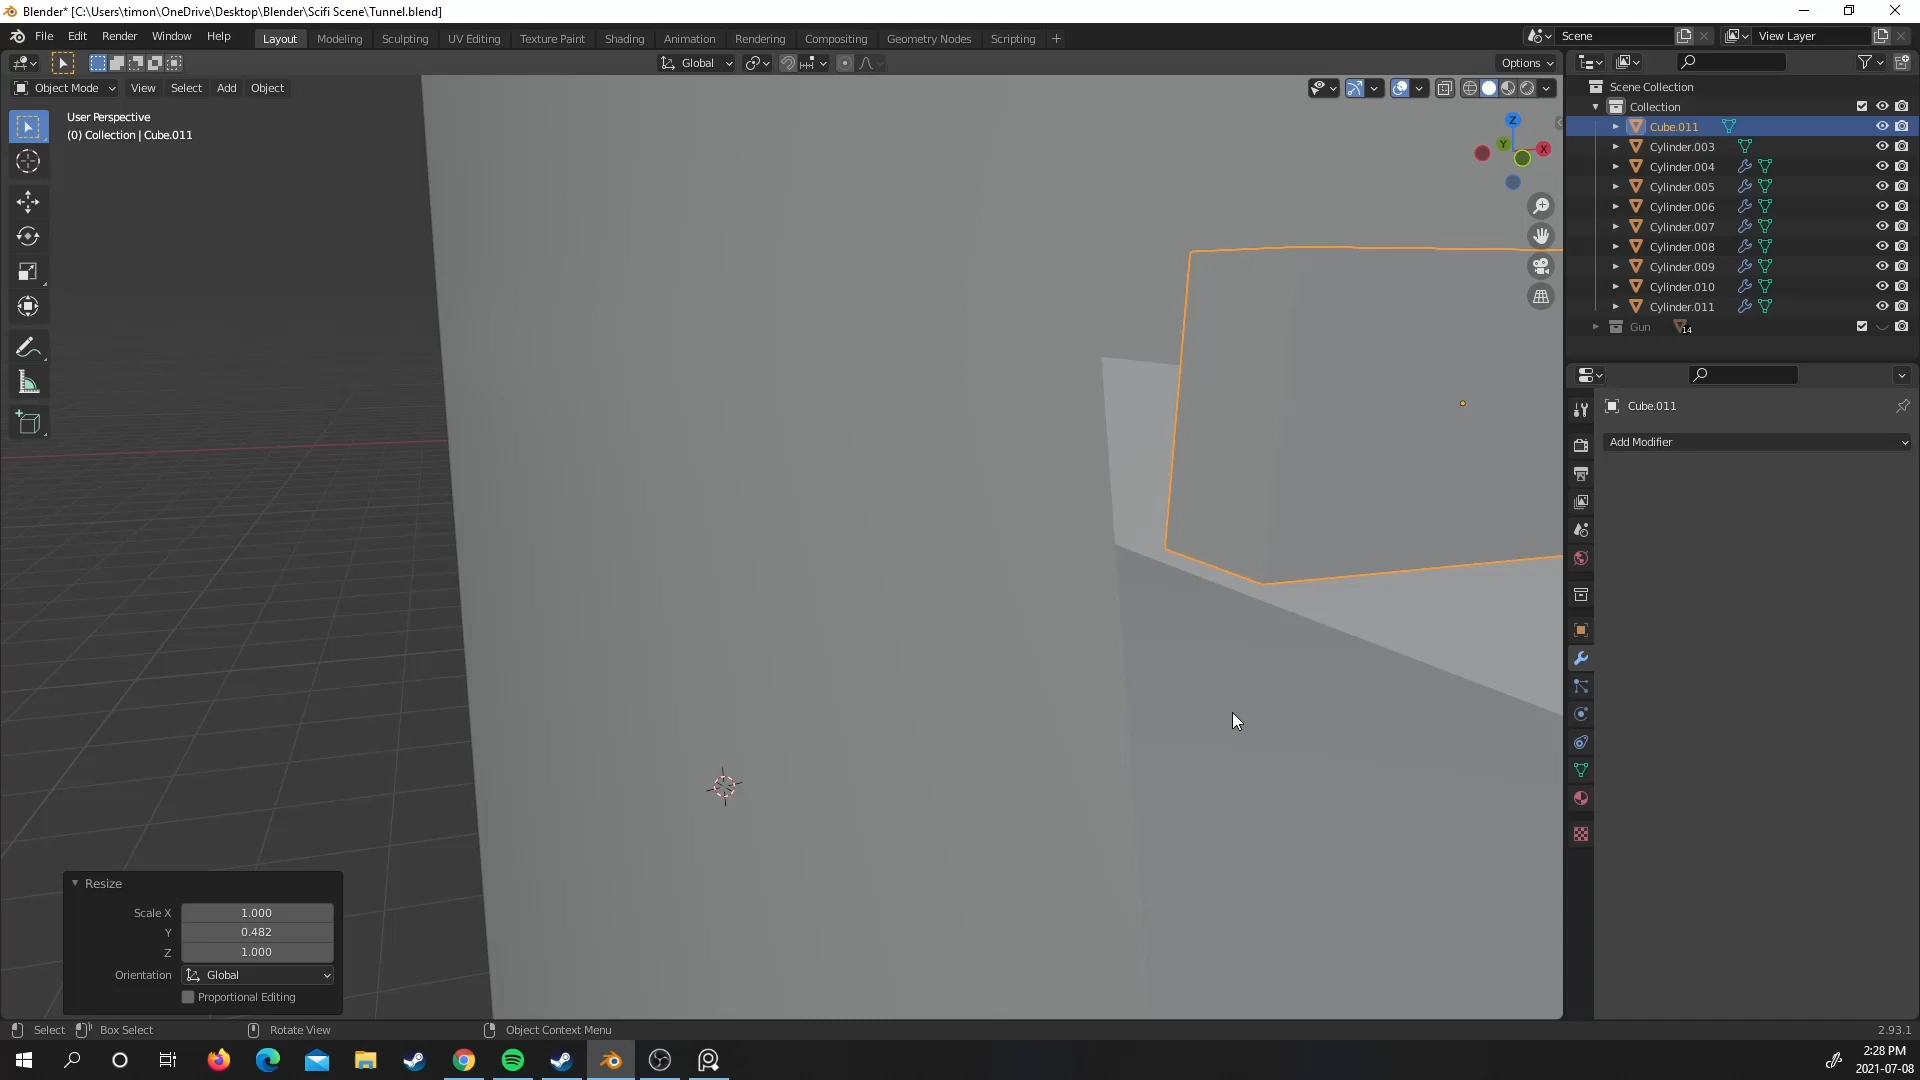 Blender* [C:\Users\timon\OneDrive\Desktop\Blender\Scifi Scene\Tunnel.blend]
File Edit Render Window Help Layout Modeling Sculpting UV Editing Texture Paint Shading Animation Rendering Compositing Geometry Nodes Scripting + Scene View Layer
Global Options
Object Mode View Select Add Object
User Perspective
(0) Collection | Cube.011
Z
Y
X
Scene Collection
Collection
Cube.011
Cylinder.003
Cylinder.004
Cylinder.005
Cylinder.006
Cylinder.007
Cylinder.008
Cylinder.009
Cylinder.010
Cylinder.011
Gun 14
Cube.011
Add Modifier
Resize
Scale X 1.000
Y 0.482
Z 1.000
Orientation Global
Proportional Editing
Select Box Select Rotate View Object Context Menu 2.93.1
2:28 PM
2021-07-08